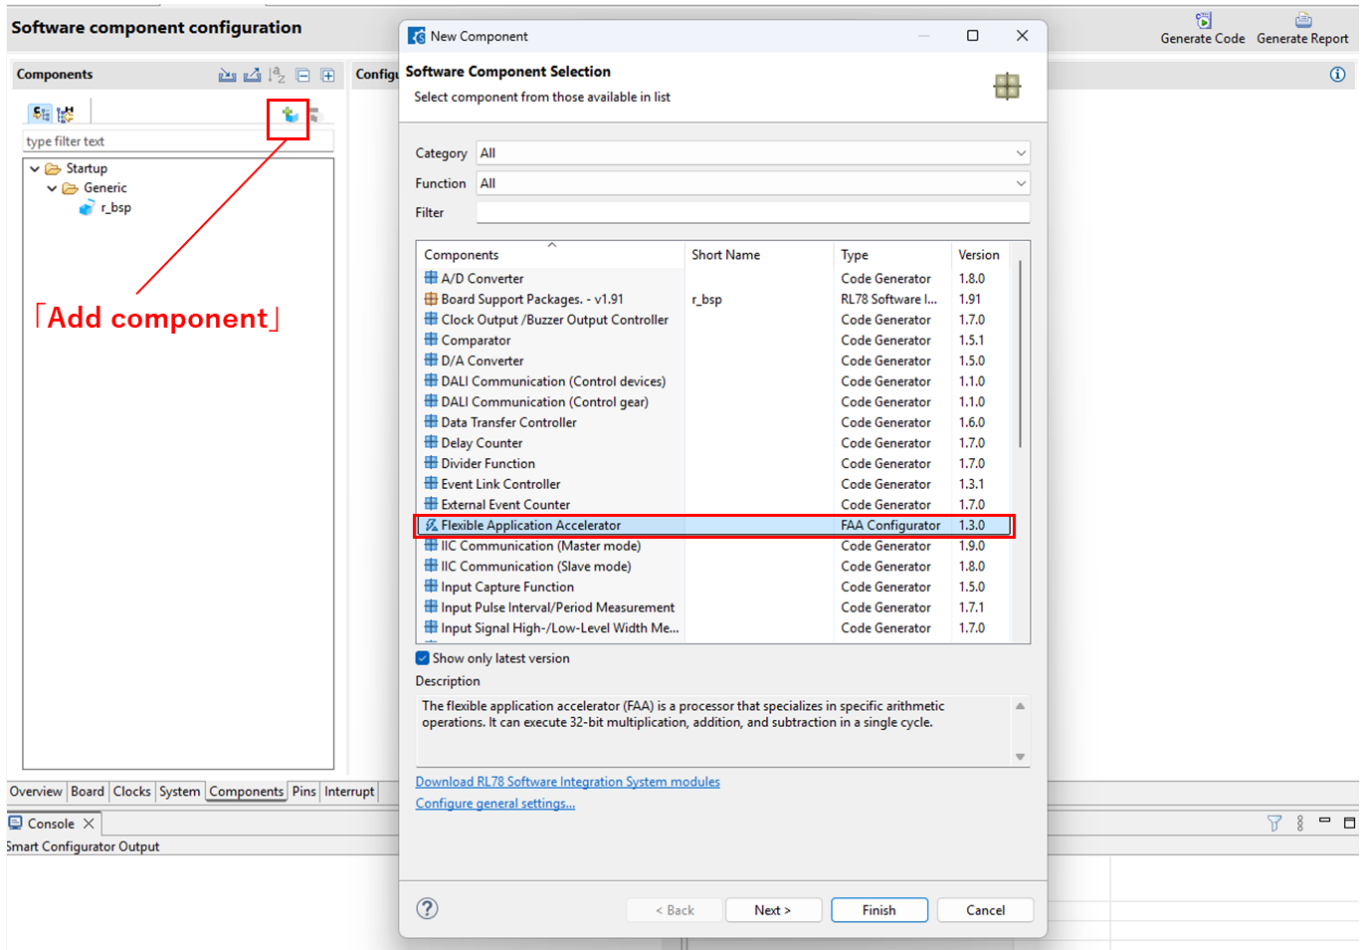 Software component configuration
Generate Code
Generate Report
Components
Configu
type filter text
Startup
Generic
r_bsp
「Add component」
New Component
Software Component Selection
Select component from those available in list
Category All
Function All
Filter
Components Short Name Type Version
A/D Converter Code Generator 1.8.0
Board Support Packages. - v1.91 r_bsp RL78 Software I... 1.91
Clock Output /Buzzer Output Controller Code Generator 1.7.0
Comparator Code Generator 1.5.1
D/A Converter Code Generator 1.5.0
DALI Communication (Control devices) Code Generator 1.1.0
DALI Communication (Control gear) Code Generator 1.1.0
Data Transfer Controller Code Generator 1.6.0
Delay Counter Code Generator 1.7.0
Divider Function Code Generator 1.7.0
Event Link Controller Code Generator 1.3.1
External Event Counter Code Generator 1.7.0
Flexible Application Accelerator FAA Configurator 1.3.0
IIC Communication (Master mode) Code Generator 1.9.0
IIC Communication (Slave mode) Code Generator 1.8.0
Input Capture Function Code Generator 1.5.0
Input Pulse Interval/Period Measurement Code Generator 1.7.1
Input Signal High-/Low-Level Width Me... Code Generator 1.7.0
Show only latest version
Description
The flexible application accelerator (FAA) is a processor that specializes in specific arithmetic
operations. It can execute 32-bit multiplication, addition, and subtraction in a single cycle.
Download RL78 Software Integration System modules
Configure general settings...
< Back
Next >
Finish
Cancel
Overview Board Clocks System Components Pins Interrupt
Console
Smart Configurator Output